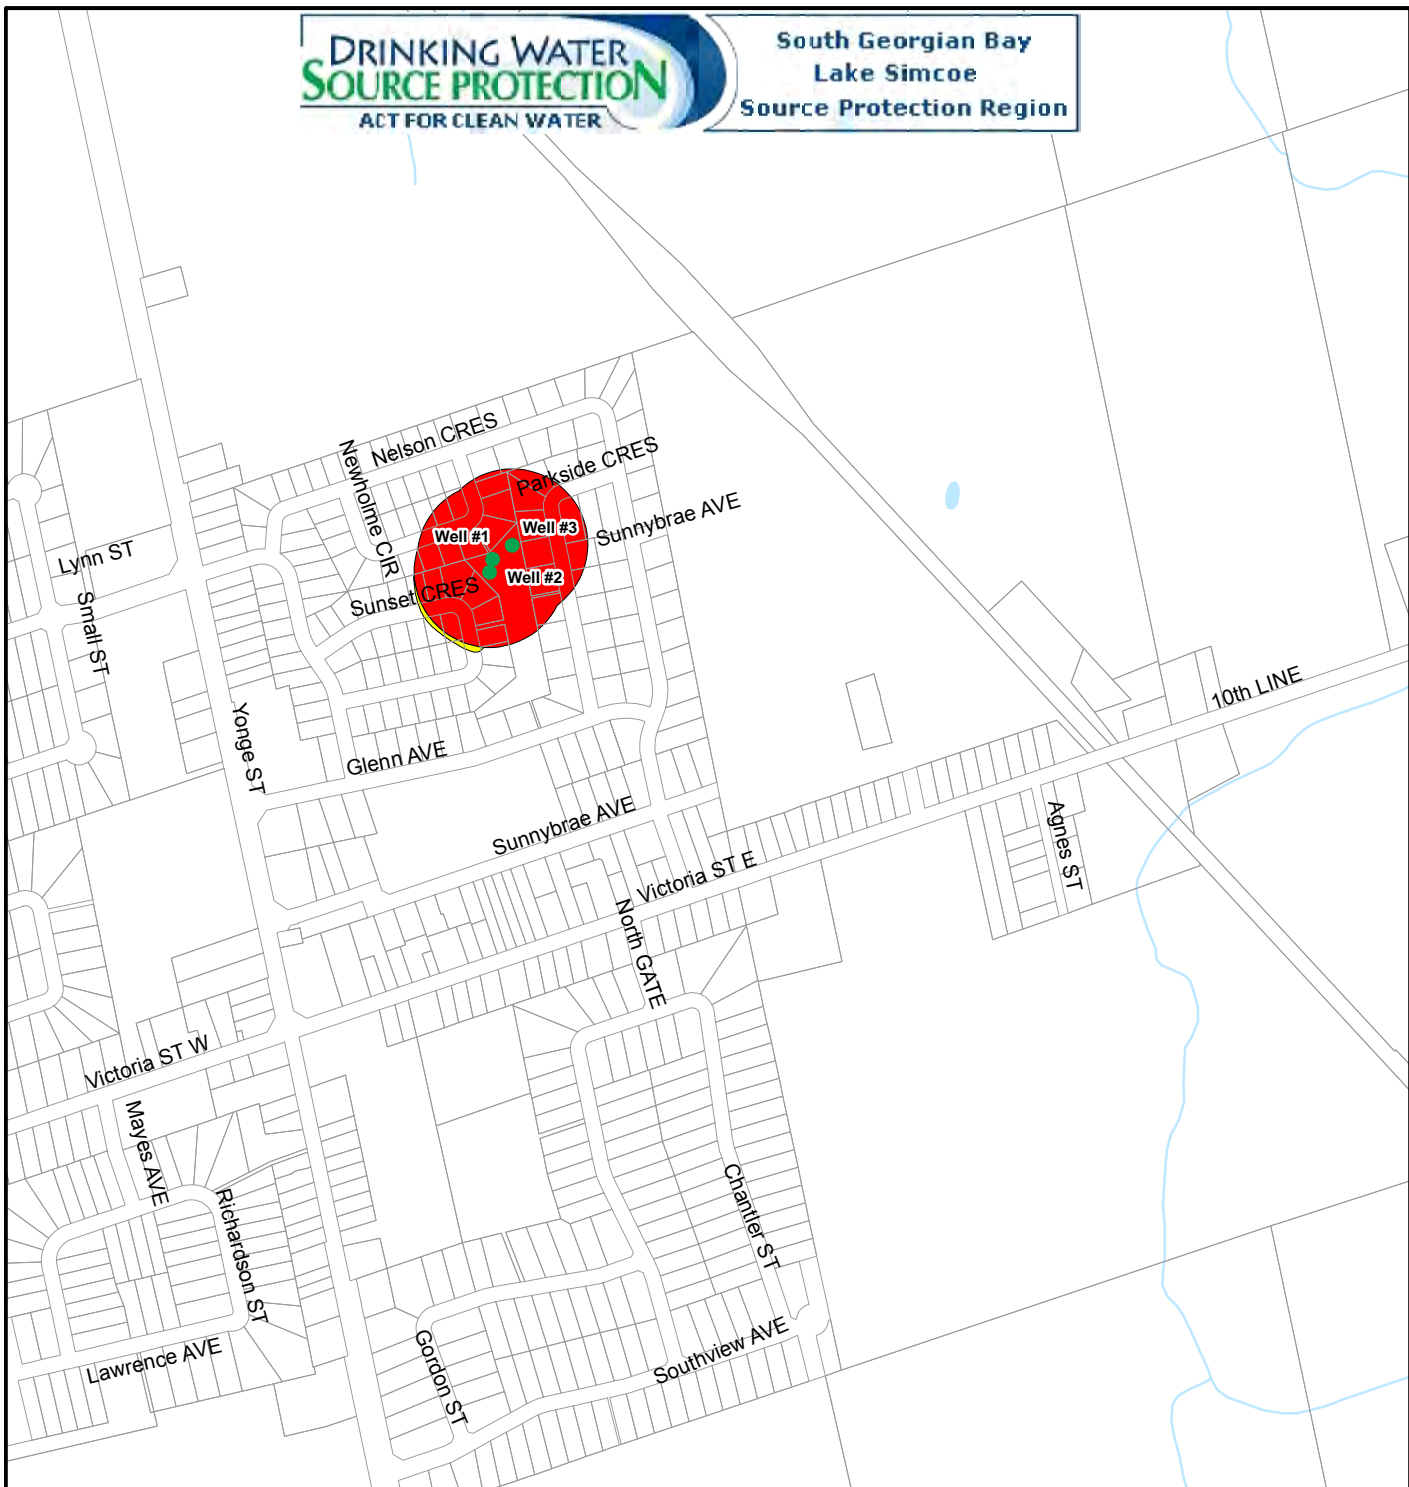 DRINKING WATER
SOURCE PROTECTION
ACT FOR CLEAN WATER
South Georgian Bay
Lake Simcoe
Source Protection Region
Nelson CRES
Newholme CIR
Parkside CRES
Sunnybrae AVE
Well #1
Well #3
Well #2
Sunset CRES
Lynn ST
Small ST
Yonge ST
Glenn AVE
10th LINE
Sunnybrae AVE
Agnes ST
Victoria ST E
North GATE
Victoria ST W
Mayes AVE
Richardson ST
Chantler ST
Lawrence AVE
Gordon ST
Southview AVE